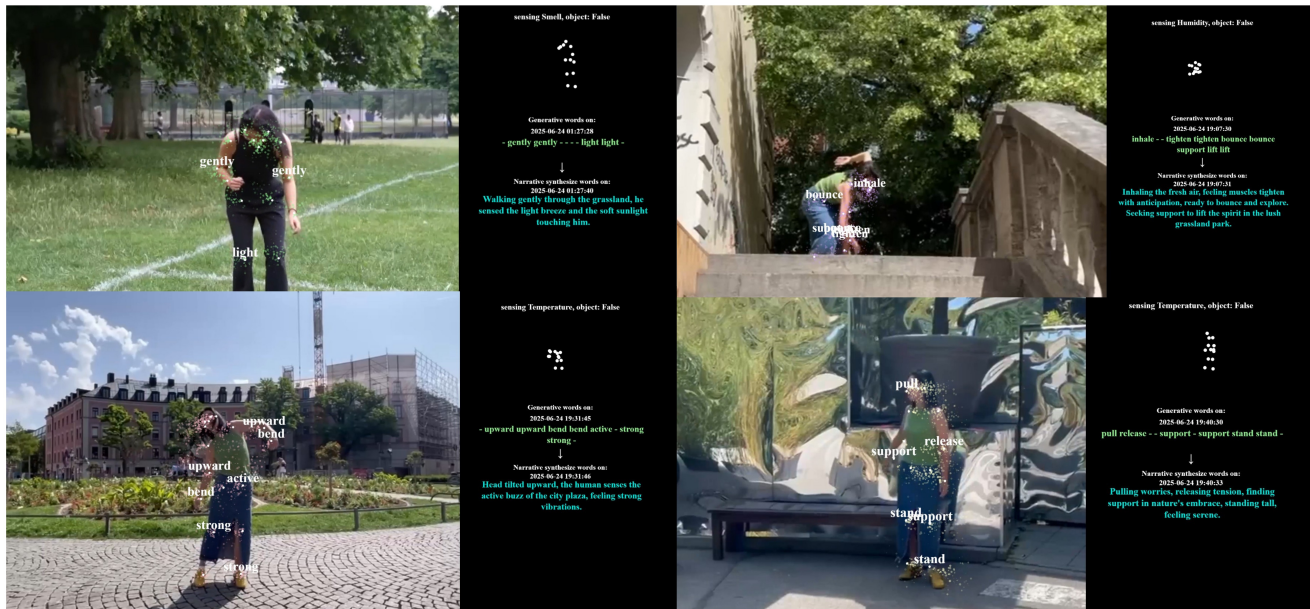 gently
gently
light
sensing Smell, object: False
Generative words on:
2025-06-24 01:27:28
- gently gently - - - - light light -
↓
Narrative synthesize words on:
2025-06-24 01:27:40
Walking gently through the grassland, he
sensed the light breeze and the soft sunlight
touching him.
inhale
bounce
support
tighten
sensing Humidity, object: False
Generative words on:
2025-06-24 19:07:30
inhale - - tighten tighten bounce bounce
support lift lift
↓
Narrative synthesize words on:
2025-06-24 19:07:31
Inhaling the fresh air, feeling muscles tighten
with anticipation, ready to bounce and explore.
Seeking support to lift the spirit in the lush
grassland park.
upward
bend
upward
active
bend
strong
strong
sensing Temperature, object: False
Generative words on:
2025-06-24 19:31:45
- upward upward bend bend active - strong
strong -
↓
Narrative synthesize words on:
2025-06-24 19:31:46
Head tilted upward, the human senses the
active buzz of the city plaza, feeling strong
vibrations.
pull
release
support
stand
support
stand
sensing Temperature, object: False
Generative words on:
2025-06-24 19:40:30
pull release - - support - support stand stand -
↓
Narrative synthesize words on:
2025-06-24 19:40:33
Pulling worries, releasing tension, finding
support in nature's embrace, standing tall,
feeling serene.